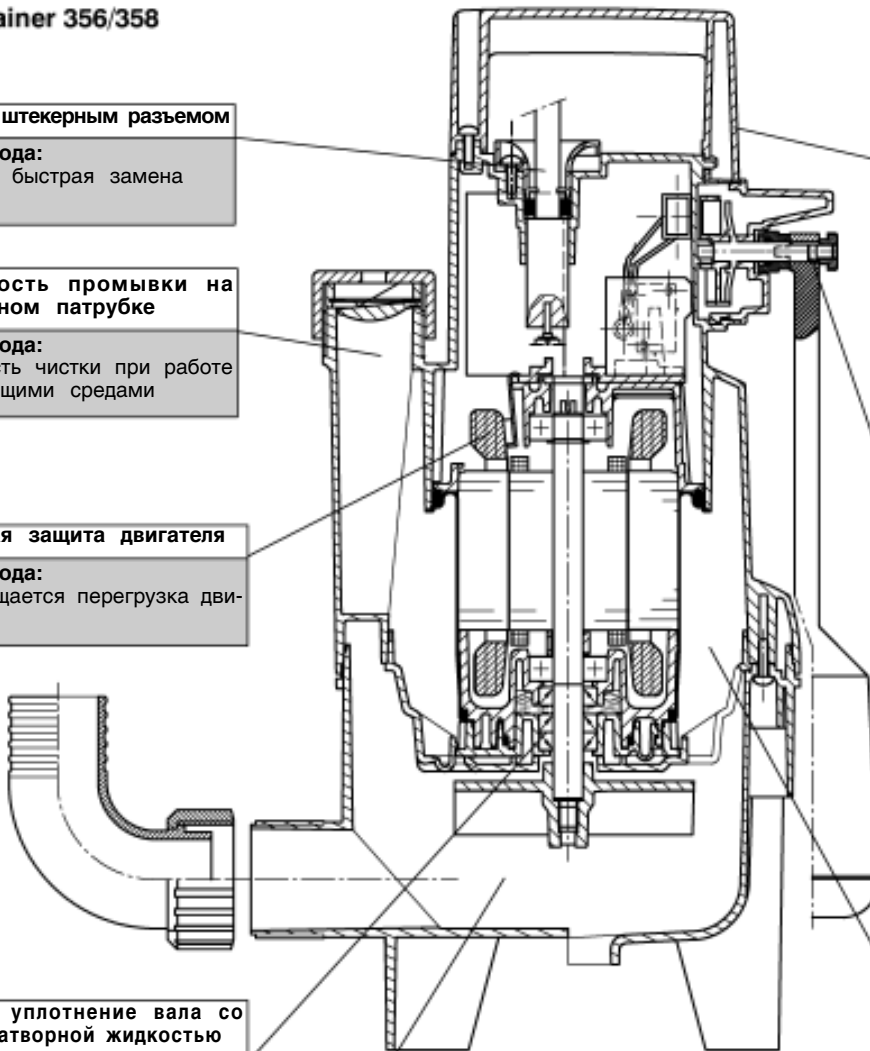 ainer 356/358
штекерным разъемом
ода:
быстрая замена
ость промывки на
ном патрубке
ода:
сть чистки при работе
щими средами
я защита двигателя
ода:
щается перегрузка дви-
уплотнение вала со
атворной жидкостью